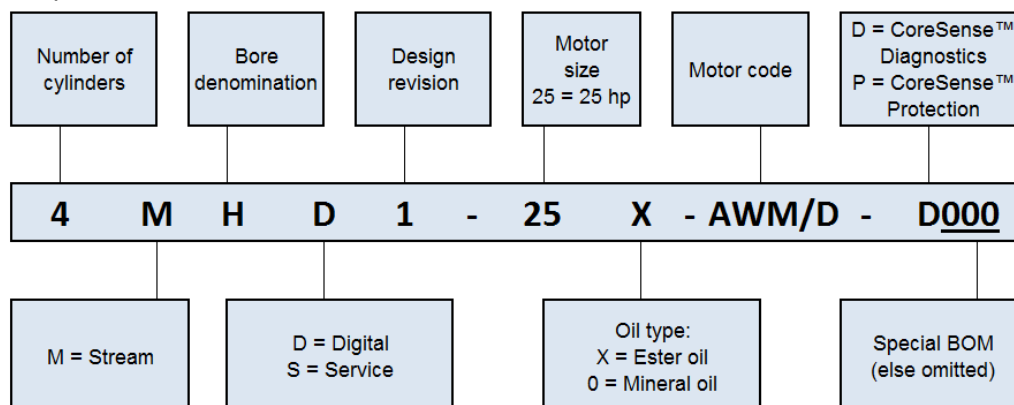 Number of
cylinders
Bore
denomination
Design
revision
Motor
size
25 = 25 hp
Motor code
D = CoreSense™
Diagnostics
P = CoreSense™
Protection
4 M H D 1 - 25 X - AWM/D - D000
M = Stream
D = Digital
S = Service
Oil type:
X = Ester oil
0 = Mineral oil
Special BOM
(else omitted)